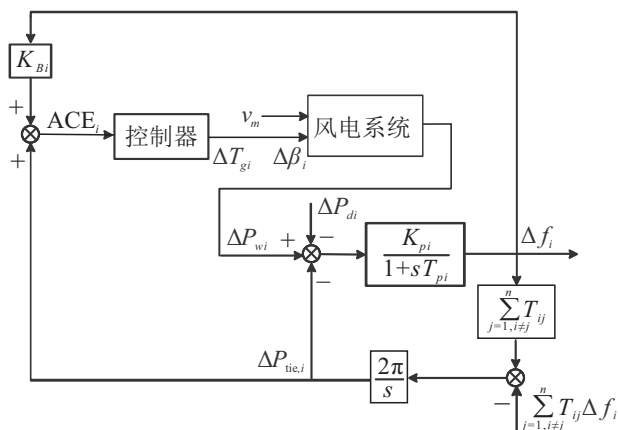 K_{Bi}
+
ACE_i
+
控制器
v_m
风电系统
ΔT_{gi}
Δβ_i
ΔP_{di}
ΔP_{wi}
+
−
−
K_{pi}
1+sT_{pi}
Δf_i
n
∑ T_{ij}
j=1,i≠j
ΔP_{tie,i}
2π
s
−
n
∑ T_{ij}Δf_i
j=1,i≠j